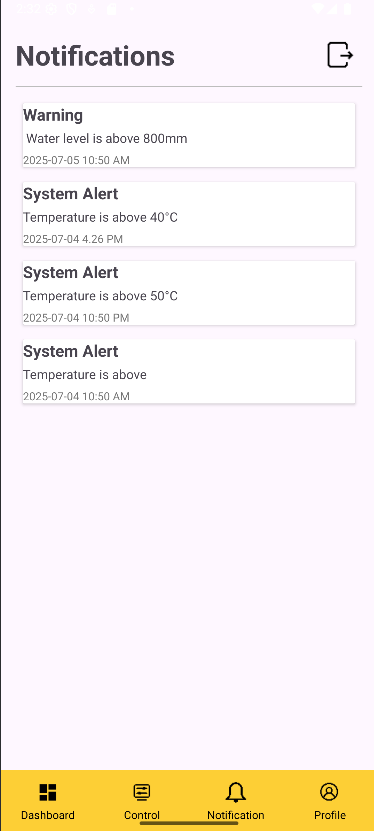 Notifications
Warning
Water level is above 800mm
2025-07-05 10:50 AM
System Alert
Temperature is above 40°C
2025-07-04 4.26 PM
System Alert
Temperature is above 50°C
2025-07-04 10:50 PM
System Alert
Temperature is above
2025-07-04 10:50 AM
Dashboard Control Notification Profile